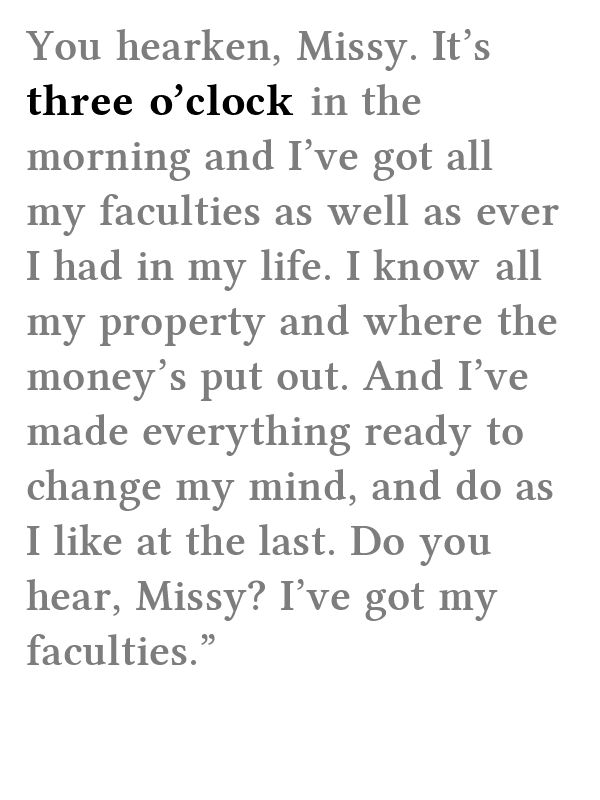 You hearken, Missy. It’s
three o’clock in the
morning and I’ve got all
my faculties as well as ever
I had in my life. I know all
my property and where the
money’s put out. And I’ve
made everything ready to
change my mind, and do as
I like at the last. Do you
hear, Missy? I’ve got my
faculties.”